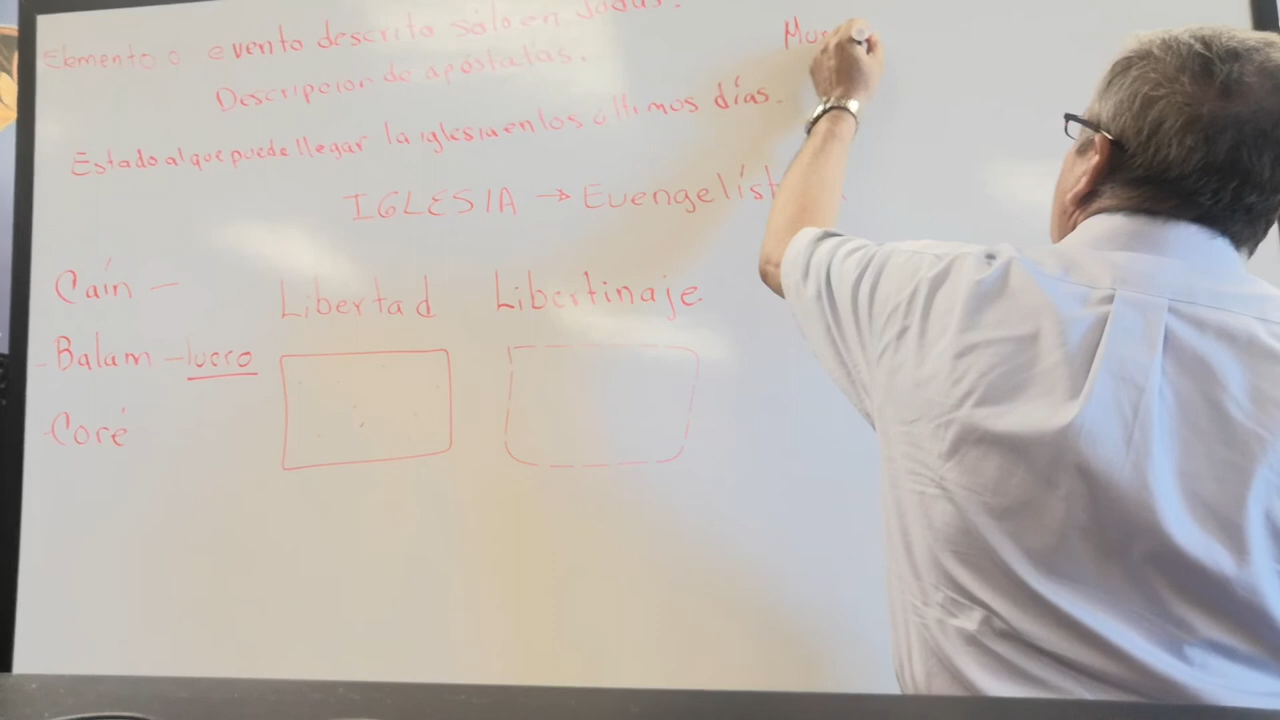 Elemento o evento descrito sólo en Judas.
Descripcion de apóstatas.
Estado al que puede llegar la iglesia en los últimos días.
IGLESIA → Euengelíst
Caín —
Libertad
Libertinaje
- Balam - lucro
- Coré